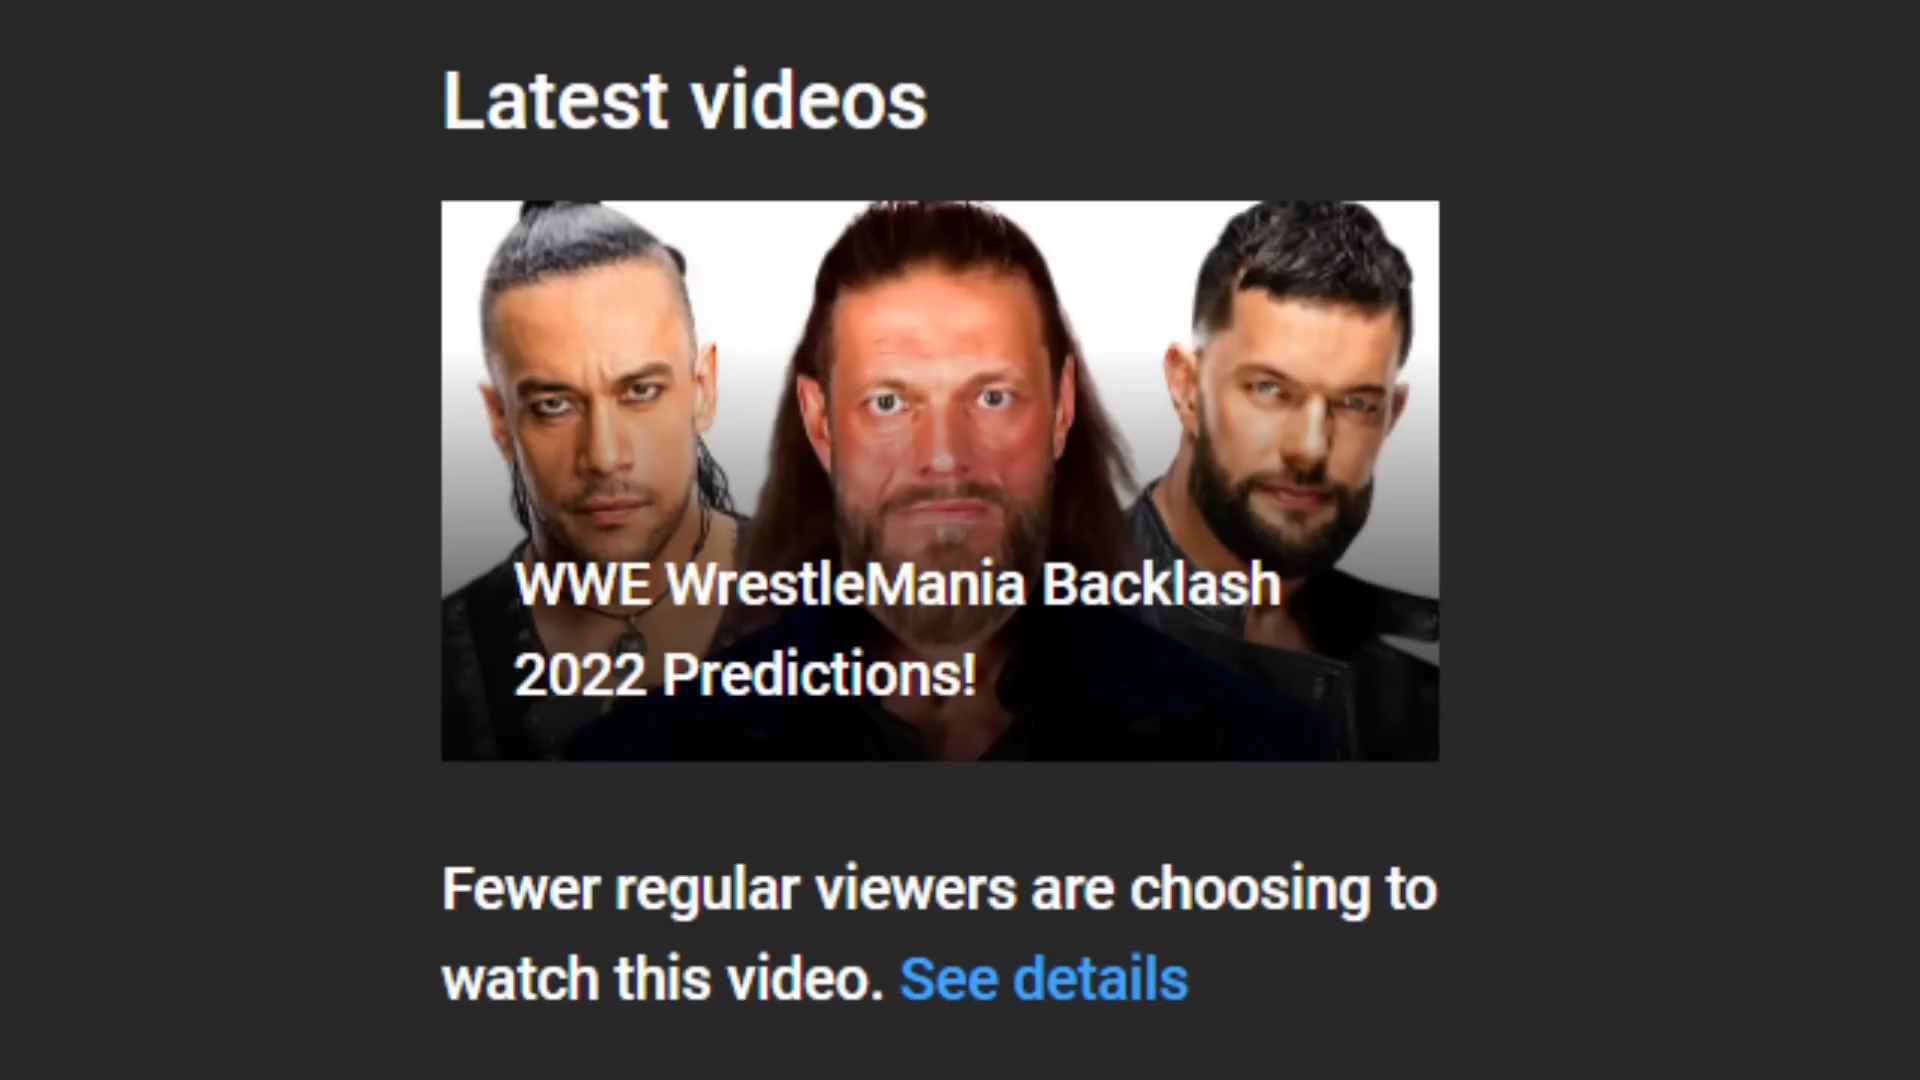 Latest videos
WWE WrestleMania Backlash
2022 Predictions!
Fewer regular viewers are choosing to
watch this video. See details